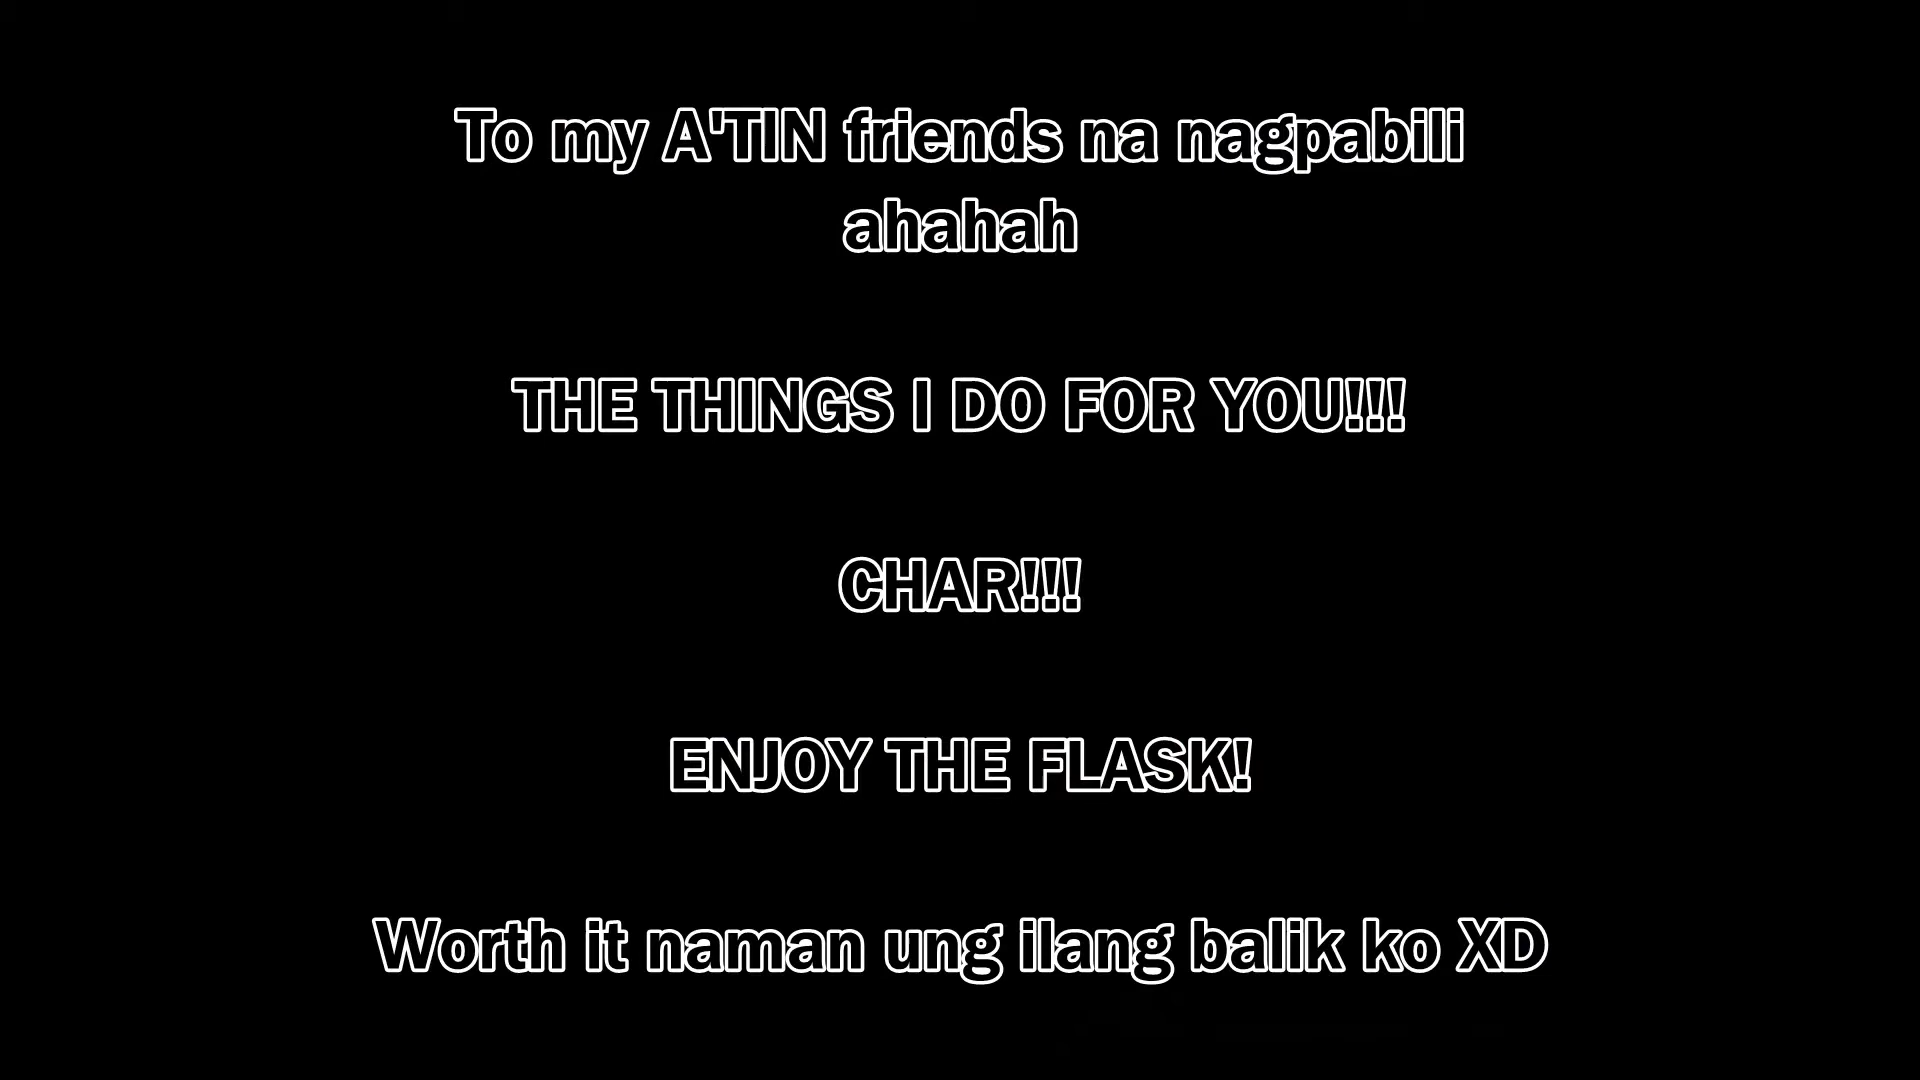 To my A'TIN friends na nagpabili
ahahah
THE THINGS I DO FOR YOU!!!
CHAR!!!
ENJOY THE FLASK!
Worth it naman ung ilang balik ko XD